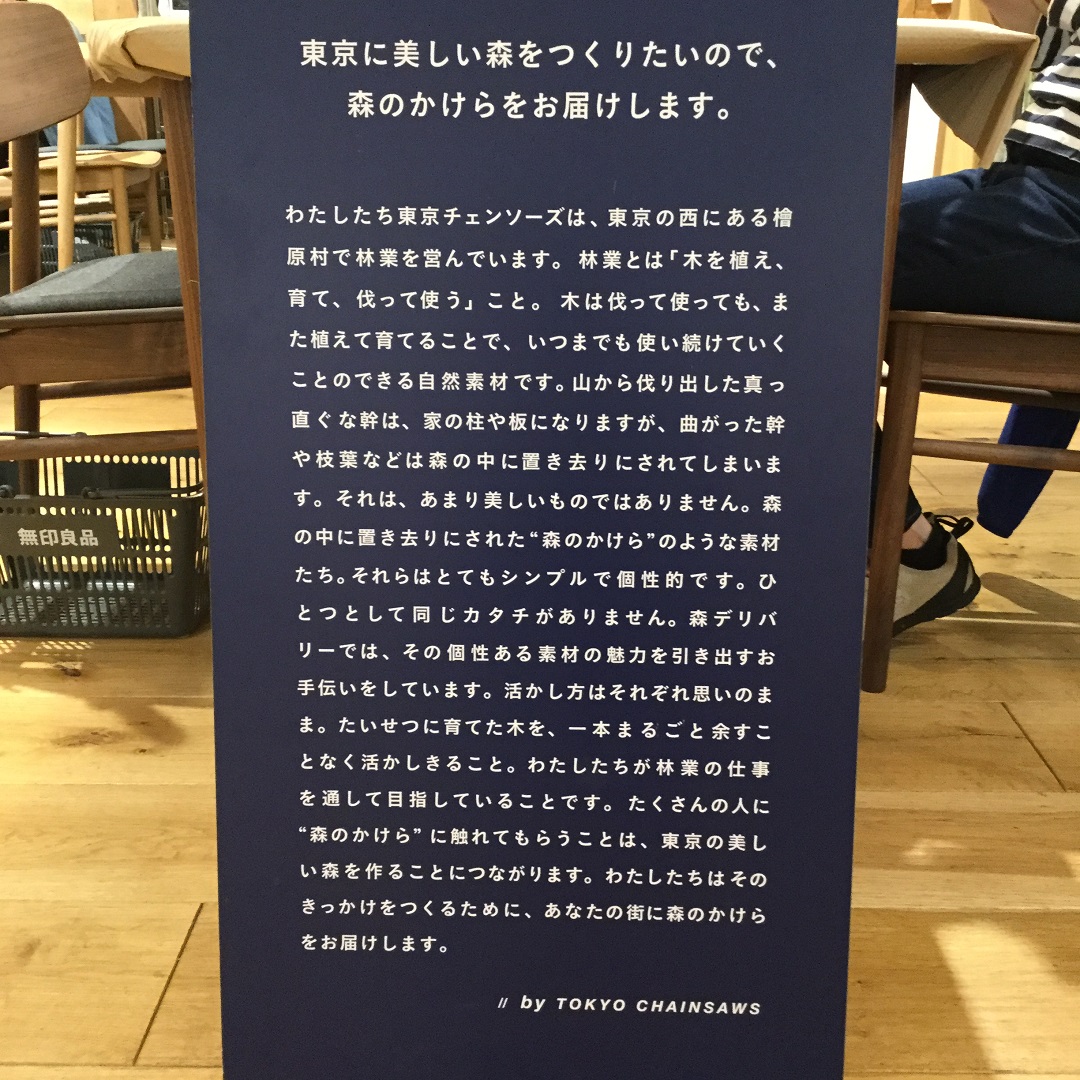 東京に美しい森をつくりたいので、
森のかけらをお届けします。
わたしたち東京チェンソーズは、東京の西にある檜
原村で林業を営んでいます。林業とは「木を植え、
育て、伐って使う」こと。木は伐って使っても、ま
た植えて育てることで、いつまでも使い続けていく
ことのできる自然素材です。山から伐り出した真っ
直ぐな幹は、家の柱や板になりますが、曲がった幹
や枝葉などは森の中に置き去りにされてしまいま
す。それは、あまり美しいものではありません。森
の中に置き去りにされた“森のかけら”のような素材
たち。それらはとてもシンプルで個性的です。ひ
とつとして同じカタチがありません。森デリバ
リーでは、その個性ある素材の魅力を引き出すお
手伝いをしています。活かし方はそれぞれ思いのま
ま。たいせつに育てた木を、一本まるごと余すこ
となく活かしきること。わたしたちが林業の仕事
を通して目指していることです。たくさんの人に
“森のかけら”に触れてもらうことは、東京の美し
い森を作ることにつながります。わたしたちはその
きっかけをつくるために、あなたの街に森のかけら
をお届けします。
// by TOKYO CHAINSAWS
無印良品